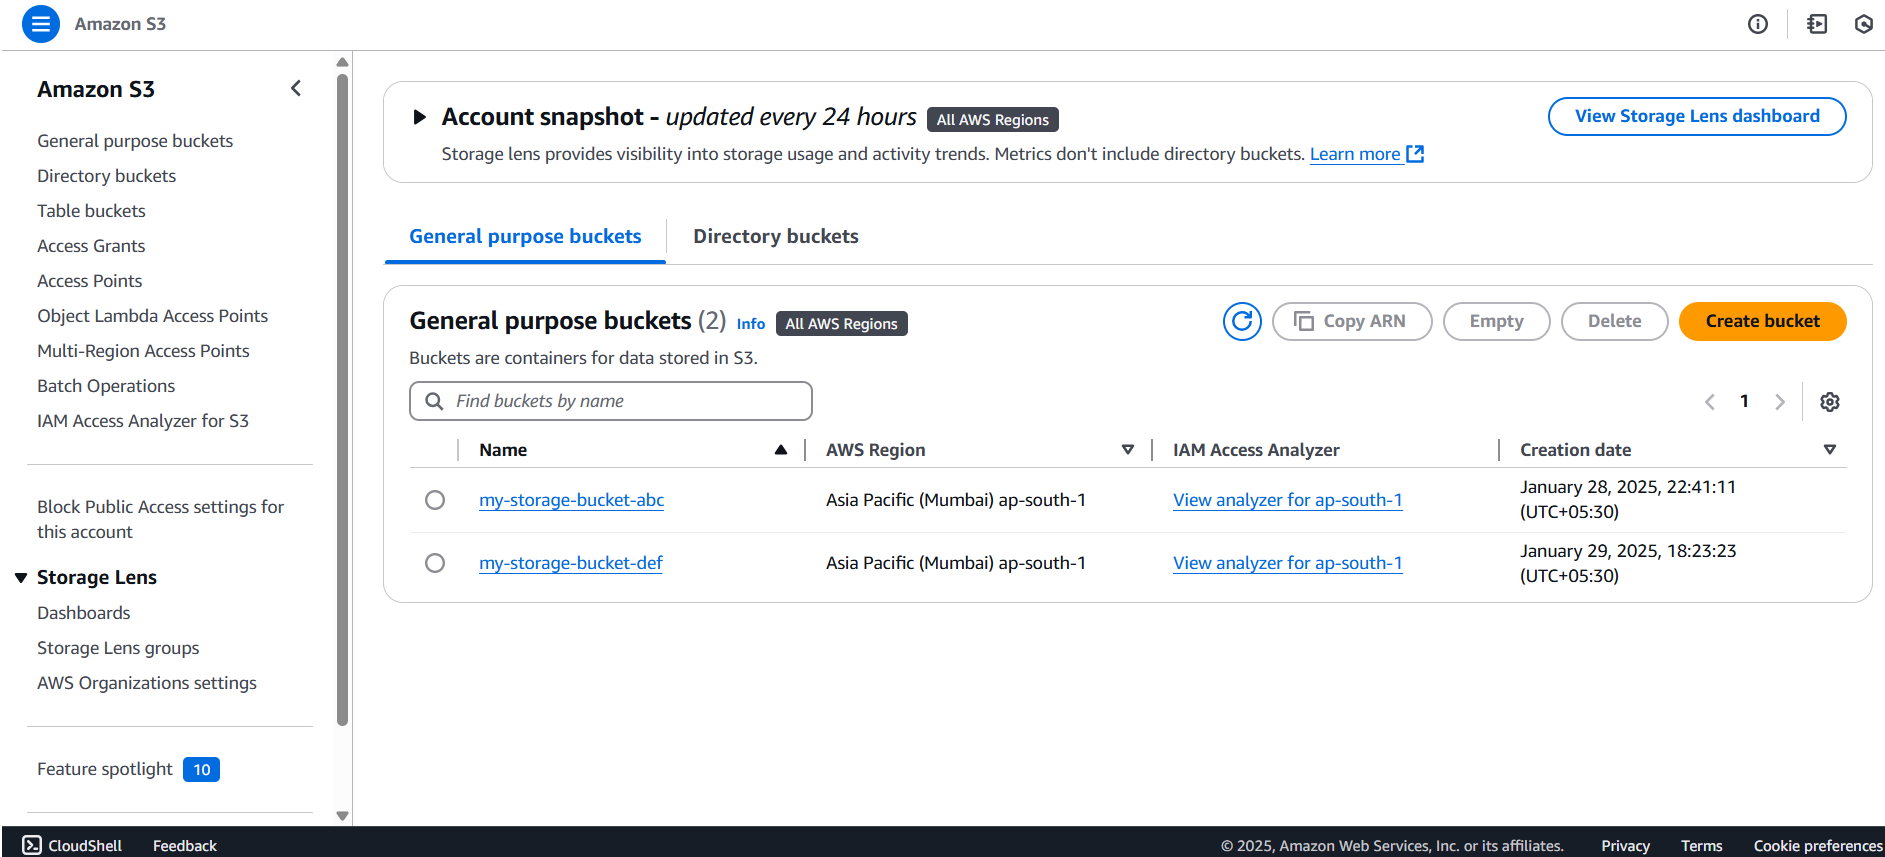 Amazon S3
Amazon S3
General purpose buckets
Directory buckets
Table buckets
Access Grants
Access Points
Object Lambda Access Points
Multi-Region Access Points
Batch Operations
IAM Access Analyzer for S3
Block Public Access settings for
this account
Storage Lens
Dashboards
Storage Lens groups
AWS Organizations settings
Feature spotlight 10
Account snapshot - updated every 24 hours All AWS Regions
View Storage Lens dashboard
Storage lens provides visibility into storage usage and activity trends. Metrics don't include directory buckets. Learn more
General purpose buckets Directory buckets
General purpose buckets (2) Info All AWS Regions
Copy ARN Empty Delete Create bucket
Buckets are containers for data stored in S3.
Find buckets by name
1
Name AWS Region IAM Access Analyzer Creation date
my-storage-bucket-abc Asia Pacific (Mumbai) ap-south-1 View analyzer for ap-south-1 January 28, 2025, 22:41:11
(UTC+05:30)
my-storage-bucket-def Asia Pacific (Mumbai) ap-south-1 View analyzer for ap-south-1 January 29, 2025, 18:23:23
(UTC+05:30)
CloudShell Feedback © 2025, Amazon Web Services, Inc. or its affiliates. Privacy Terms Cookie preferences